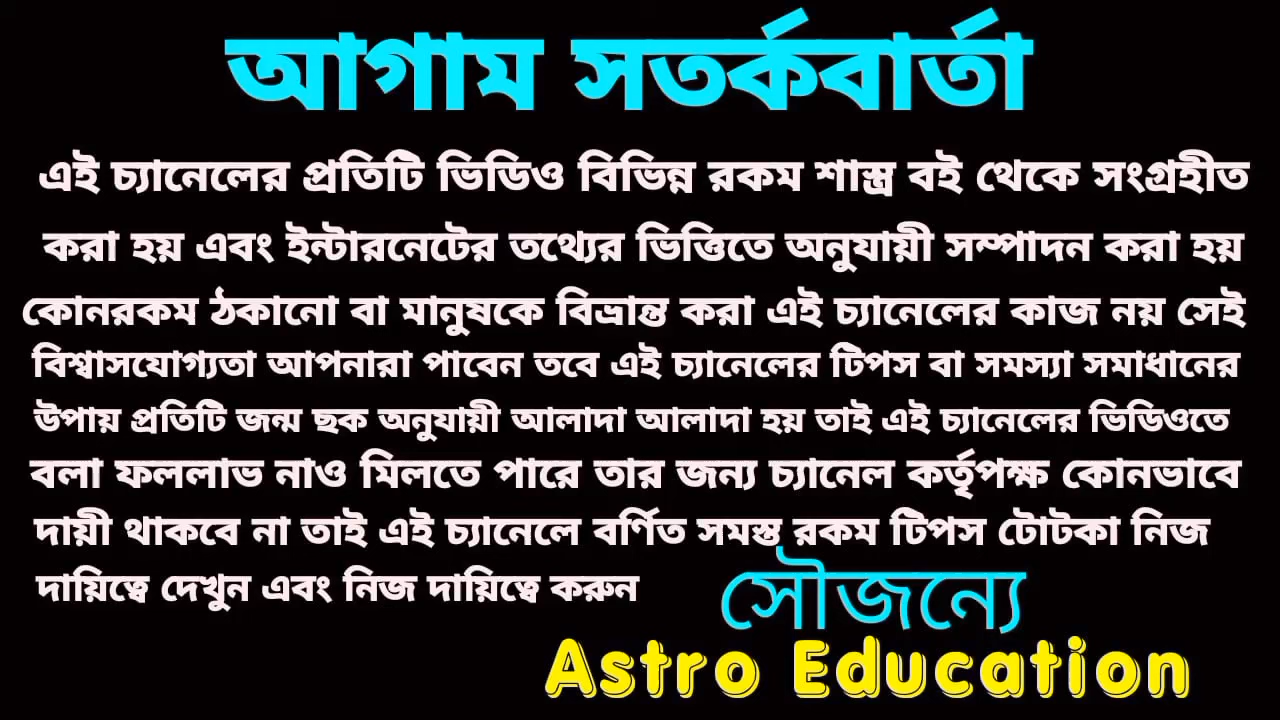 আগাম সতর্কবার্তা
এই চ্যানেলের প্রতিটি ভিডিও বিভিন্ন রকম শাস্ত্র বই থেকে সংগ্রহীত
করা হয় এবং ইন্টারনেটের তথ্যের ভিত্তিতে অনুযায়ী সম্পাদন করা হয়
কোনরকম ঠকানো বা মানুষকে বিভ্রান্ত করা এই চ্যানেলের কাজ নয় সেই
বিশ্বাসযোগ্যতা আপনারা পাবেন তবে এই চ্যানেলের টিপস বা সমস্যা সমাধানের
উপায় প্রতিটি জন্ম ছক অনুযায়ী আলাদা আলাদা হয় তাই এই চ্যানেলের ভিডিওতে
বলা ফললাভ নাও মিলতে পারে তার জন্য চ্যানেল কর্তৃপক্ষ কোনভাবে
দায়ী থাকবে না তাই এই চ্যানেলে বর্ণিত সমস্ত রকম টিপস টোটকা নিজ
দায়িত্বে দেখুন এবং নিজ দায়িত্বে করুন
সৌজন্যে
Astro Education